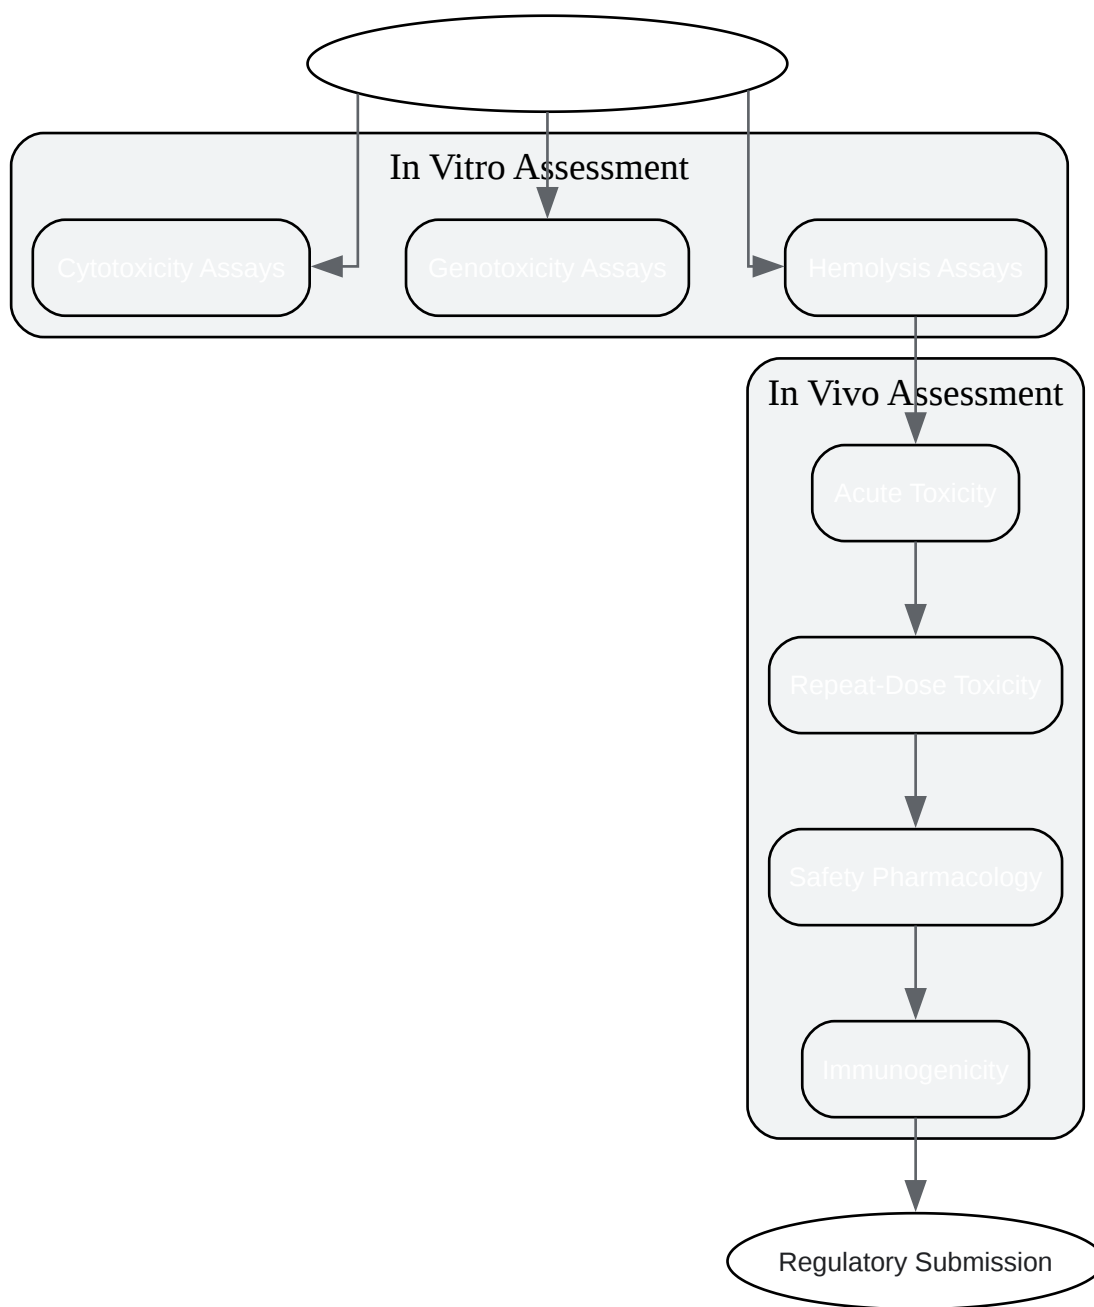 In Vitro Assessment
Cytotoxicity Assays
Genotoxicity Assays
Hemolysis Assays
In Vivo Assessment
Acute Toxicity
Repeat-Dose Toxicity
Safety Pharmacology
Immunogenicity
Regulatory Submission